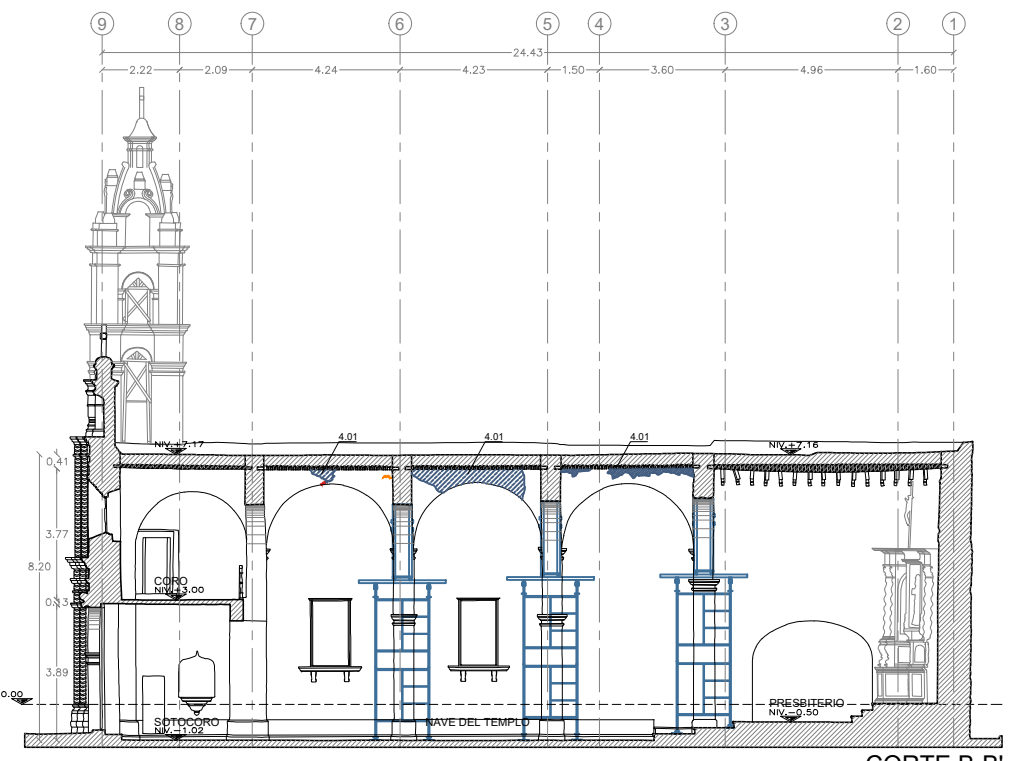 9 8 7 6 5 4 3 2 1
24.43
2.22 2.09 4.24 4.23 1.50 3.60 4.96 1.60
4.01 4.01 4.01
NIV.+7.17 NIV.+7.16
0.41
3.77
8.20
CORO
NIV.+3.00
0.13
3.89
0.00
PRESBITERIO
NIV.-0.50
SOTOCORO NAVE DEL TEMPLO
NIV.-1.02
CORTE B-B'